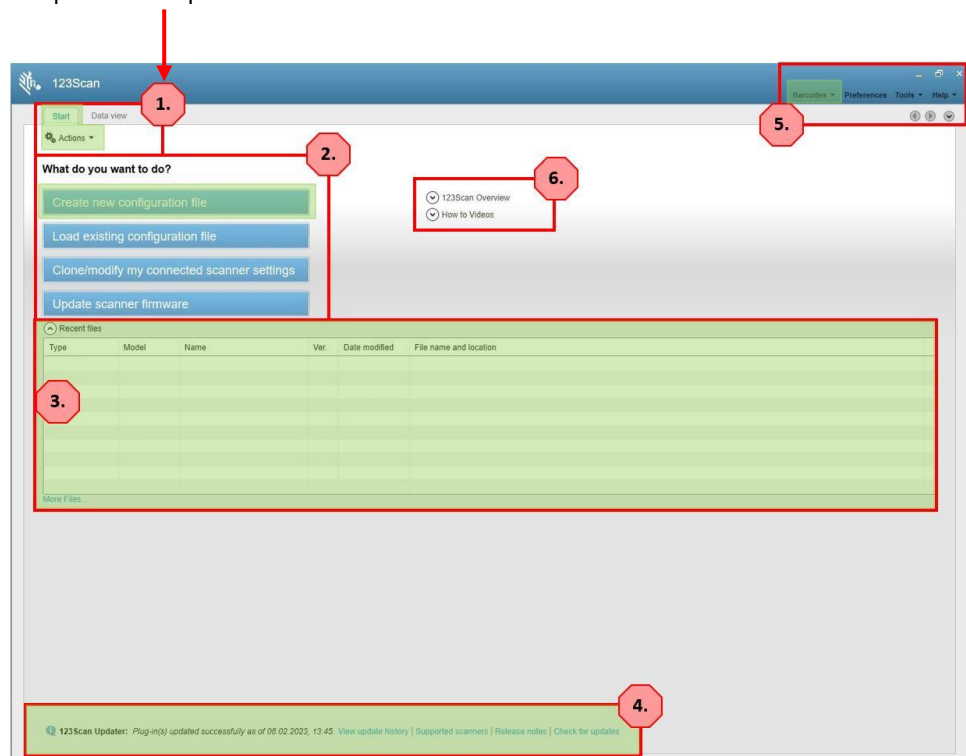 123Scan
Barcodes Preferences Tools Help
1.
Start Data view
5.
Actions
2.
What do you want to do?
6.
Create new configuration file
123Scan Overview
How to Videos
Load existing configuration file
Clone/modify my connected scanner settings
Update scanner firmware
Recent files
Type Model Name Ver. Date modified File name and location
3.
More Files...
4.
123Scan Updater: Plug-in(s) updated successfully as of 08.02.2023, 13:45 View update history | Supported scanners | Release notes | Check for updates